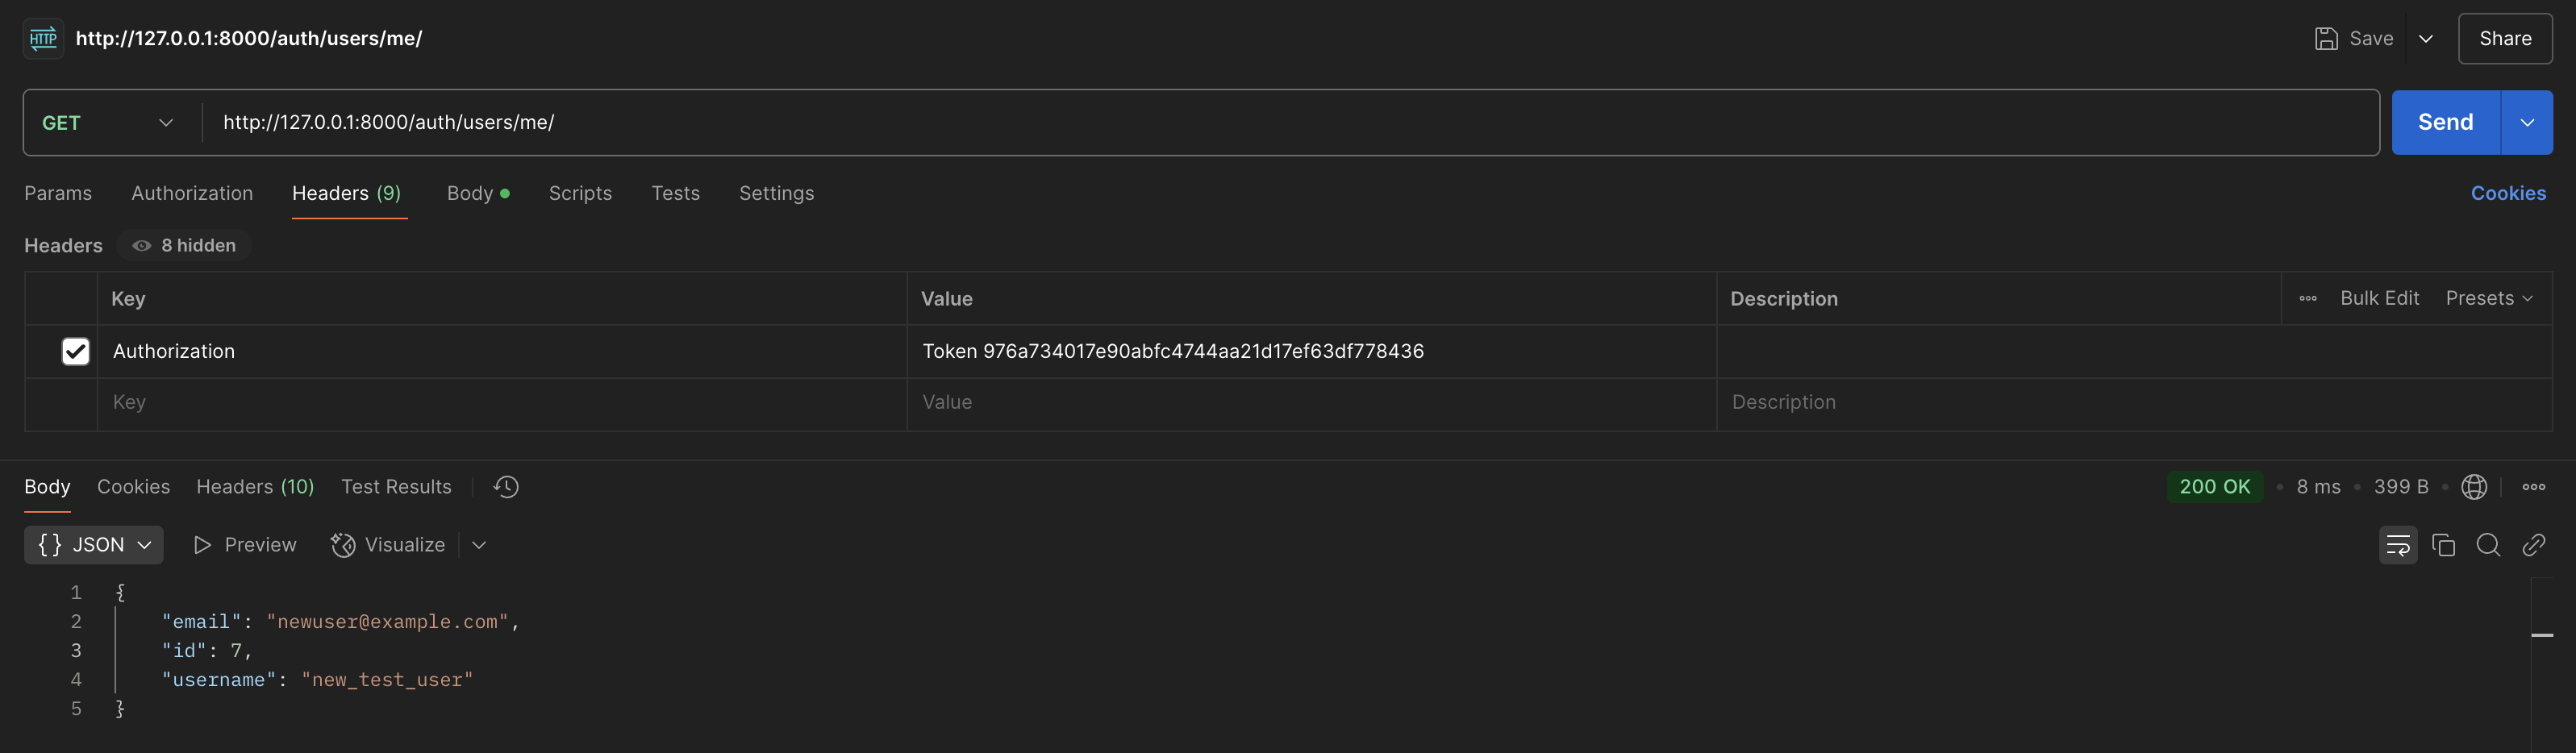 HTTP http://127.0.0.1:8000/auth/users/me/ Save Share
GET http://127.0.0.1:8000/auth/users/me/ Send
Params Authorization Headers (9) Body Scripts Tests Settings Cookies
Headers 8 hidden
Key Value Description Bulk Edit Presets
Authorization Token 976a734017e90abfc4744aa21d17ef63df778436
Key Value Description
Body Cookies Headers (10) Test Results 200 OK 8 ms 399 B
{} JSON Preview Visualize
1 {
2 "email": "newuser@example.com",
3 "id": 7,
4 "username": "new_test_user"
5 }